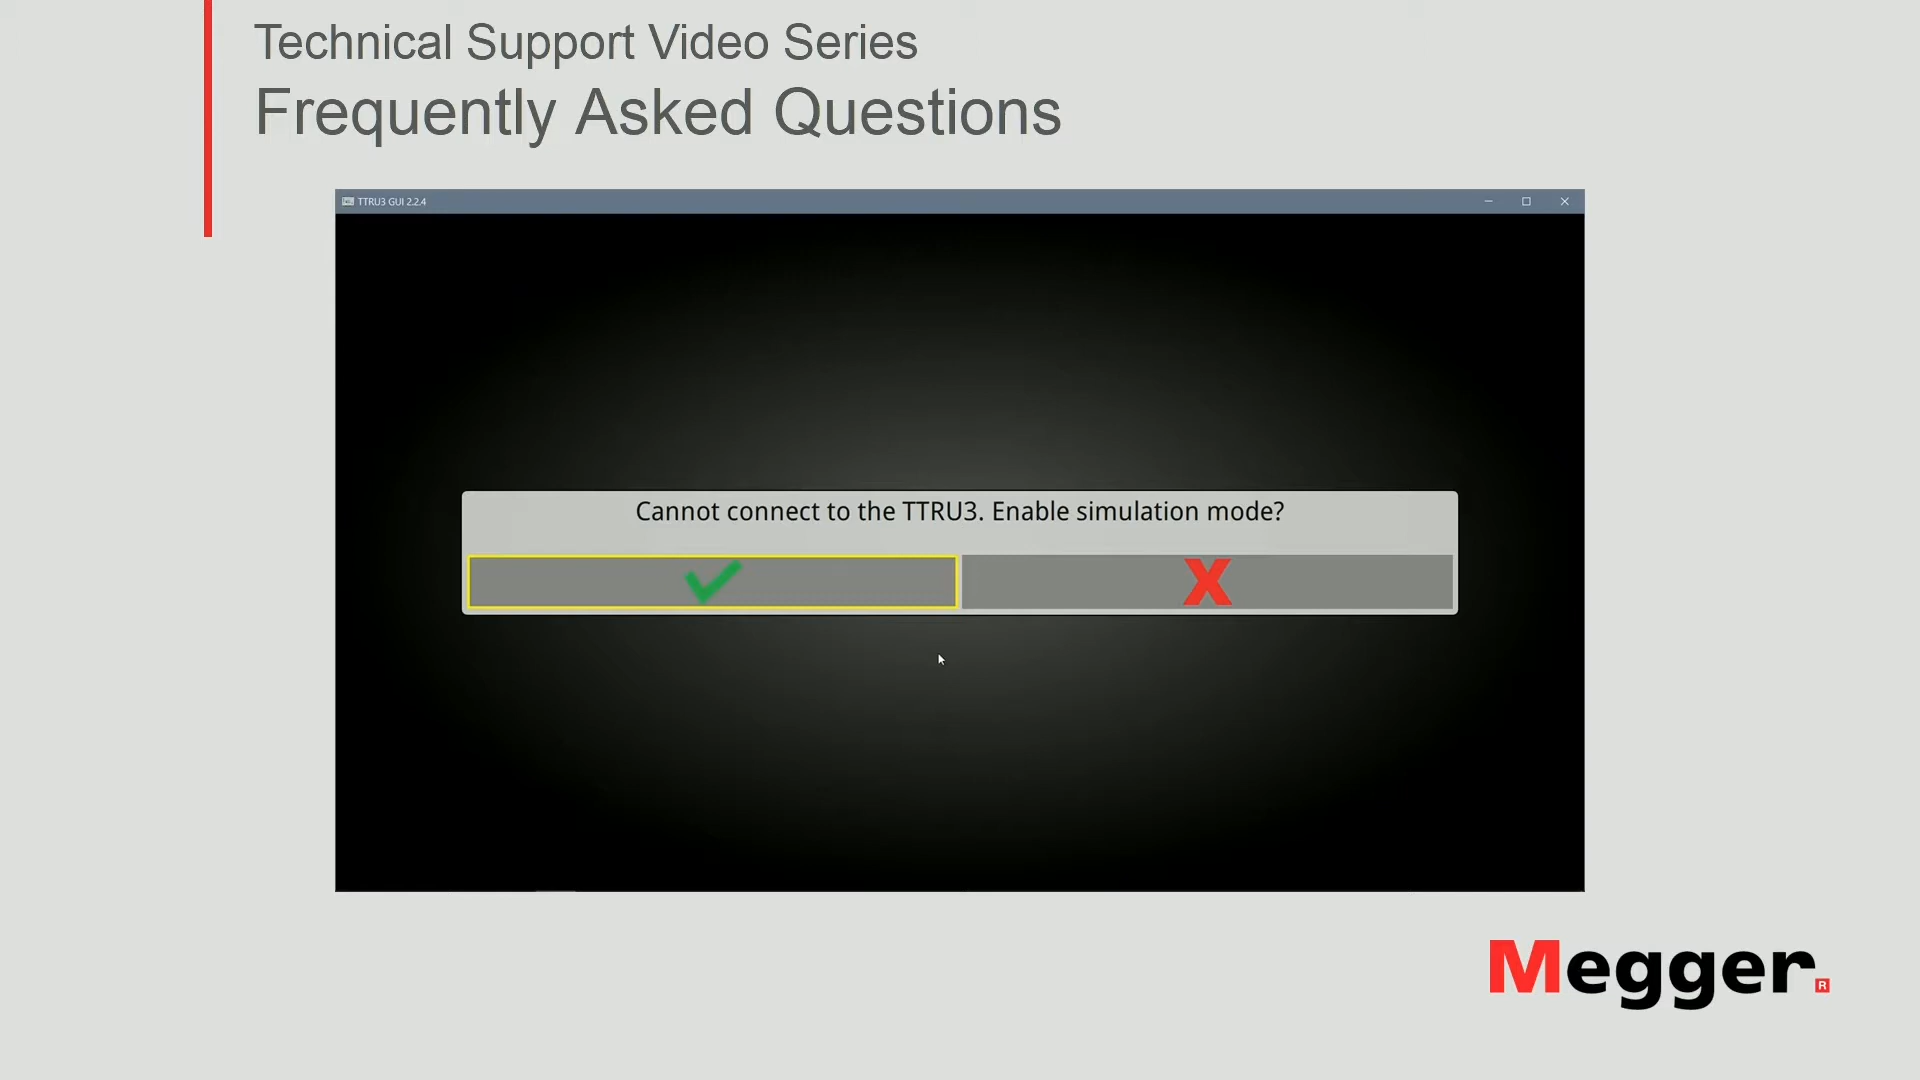 Technical Support Video Series
Frequently Asked Questions
TTRU3 GUI 2.2.4
Cannot connect to the TTRU3. Enable simulation mode?
Megger®